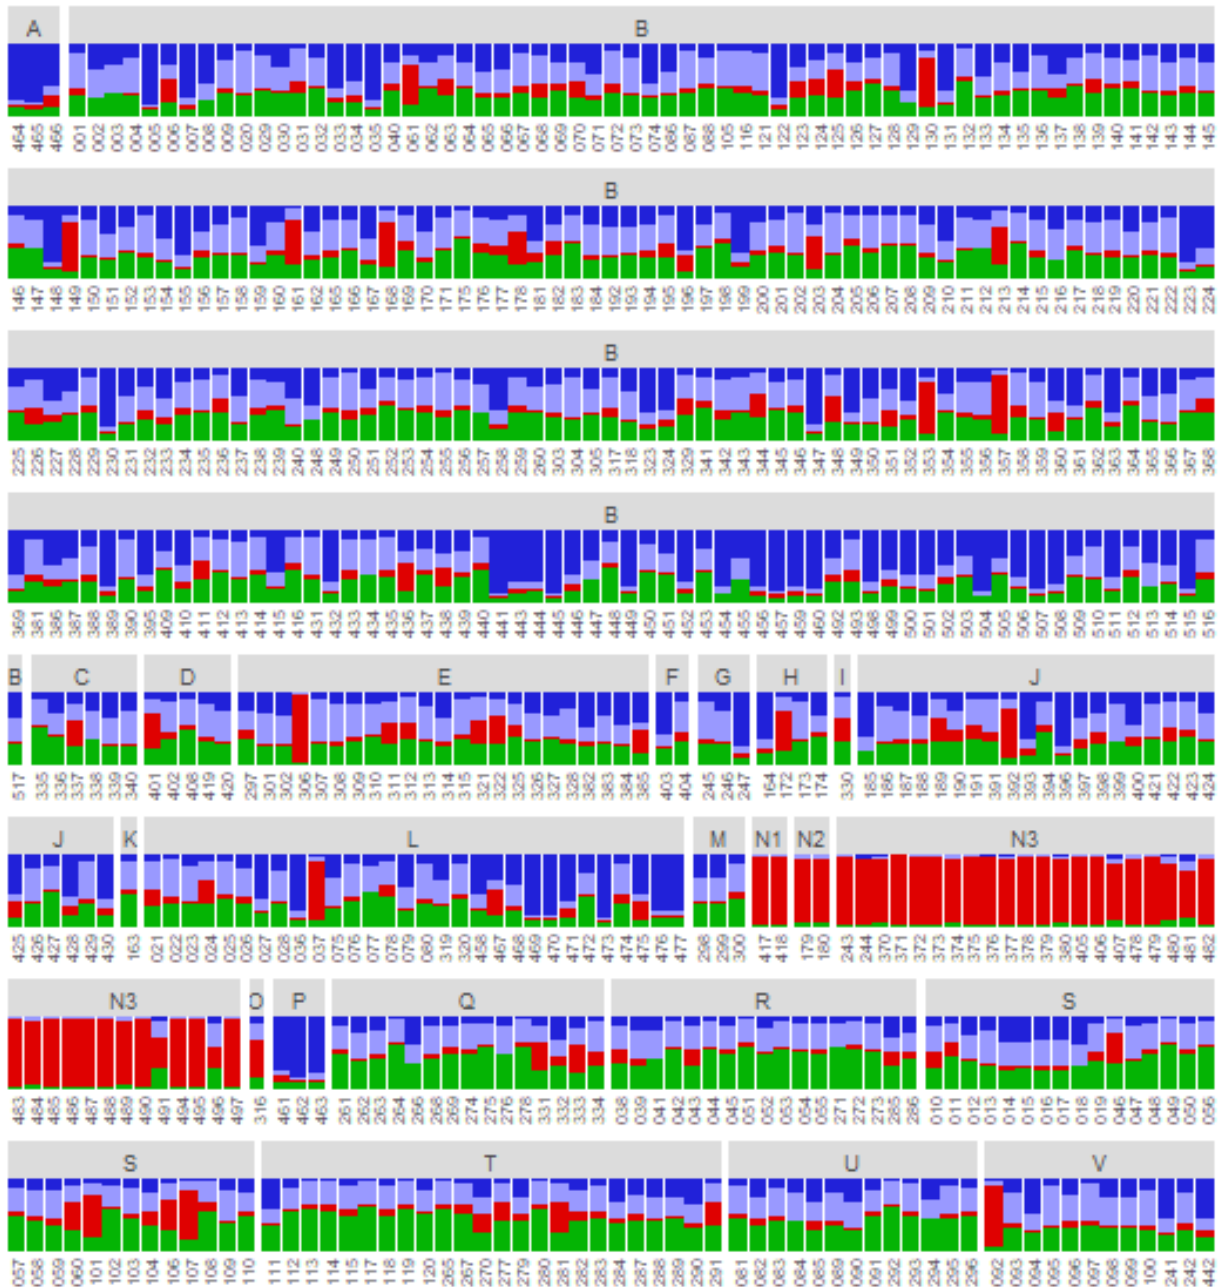 A B
464 465 466 001 002 003 004 005 006 007 008 009 020 029 030 031 032 033 034 035 040 061 062 063 064 065 066 067 068 069 070 071 072 073 074 086 087 088 105 116 121 122 123 124 125 126 127 128 129 130 131 132 133 134 135 136 137 138 139 140 141 142 143 144 145
B
146 147 148 149 150 151 152 153 154 155 156 157 158 159 160 161 162 165 166 167 168 169 170 171 175 176 177 178 181 182 183 184 192 193 194 195 196 197 198 199 200 201 202 203 204 205 206 207 208 209 210 211 212 213 214 215 216 217 218 219 220 221 222 223 224
B
225 226 227 228 229 230 231 232 233 234 235 236 237 238 239 240 248 249 250 251 252 253 254 255 256 257 258 259 260 303 304 305 317 318 323 324 329 341 342 343 344 345 346 347 348 349 350 351 352 353 354 355 356 357 358 359 360 361 362 363 364 365 366 367 368
B
369 381 386 387 388 389 390 395 409 410 411 412 413 414 415 416 431 432 433 434 435 436 437 438 439 440 441 443 444 445 446 447 448 449 450 451 452 453 454 455 456 457 459 460 492 493 498 499 500 501 502 503 504 505 506 507 508 509 510 511 512 513 514 515 516
B C D E F G H I J
517 335 336 337 338 339 340 401 402 408 419 420 297 301 302 306 307 308 309 310 311 312 313 314 315 321 322 325 326 327 328 382 383 384 385 403 404 245 246 247 164 172 173 174 330 185 186 187 188 189 190 191 391 392 393 394 396 397 398 399 400 421 422 423 424
J K L M N1 N2 N3
425 426 427 428 429 430 163 021 022 023 024 025 026 027 028 036 037 075 076 077 078 079 080 319 320 458 467 468 469 470 471 472 473 474 475 476 477 298 299 300 417 418 179 180 243 244 370 371 372 373 374 375 376 377 378 379 380 405 406 407 478 479 480 481 482
N3 O P Q R S
483 484 485 486 487 488 489 490 491 494 495 496 497 316 461 462 463 261 262 263 264 266 268 269 274 275 276 278 331 332 333 334 038 039 041 042 043 044 045 051 052 053 054 055 271 272 273 285 286 010 011 012 013 014 015 016 017 018 019 046 047 048 049 050 056
S T U V
057 058 059 060 101 102 103 104 106 107 108 109 110 111 112 113 114 115 117 118 119 120 265 267 270 277 279 280 281 282 283 284 287 288 289 290 291 081 082 083 084 085 089 090 091 292 293 294 295 296 092 093 094 095 096 097 098 099 100 441 442 442